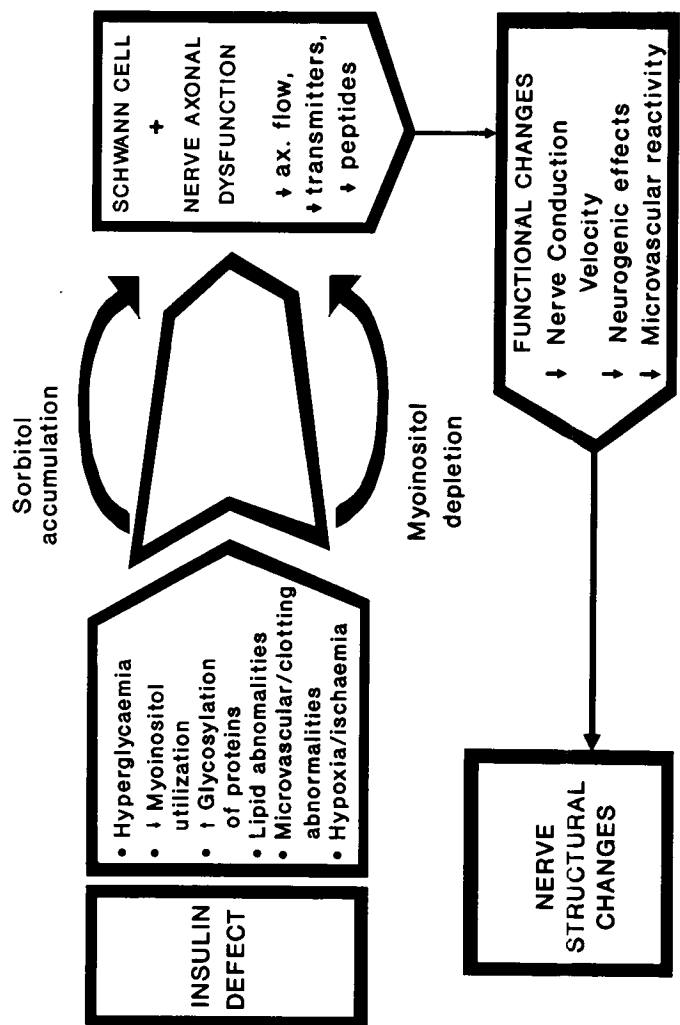 INSULIN
DEFECT
• Hyperglycaemia
• ↓ Myoinositol
utilization
• ↑ Glycosylation
of proteins
• Lipid abnomalities
• Microvascular/clotting
abnormalities
• Hypoxia/ischaemia
Sorbitol
accumulation
Myoinositol
depletion
SCHWANN CELL
+
NERVE AXONAL
DYSFUNCTION
↓ ax. flow,
↓ transmitters,
↓ peptides
FUNCTIONAL CHANGES
↓ Nerve Conduction
Velocity
↓ Neurogenic effects
↓ Microvascular reactivity
NERVE
STRUCTURAL
CHANGES